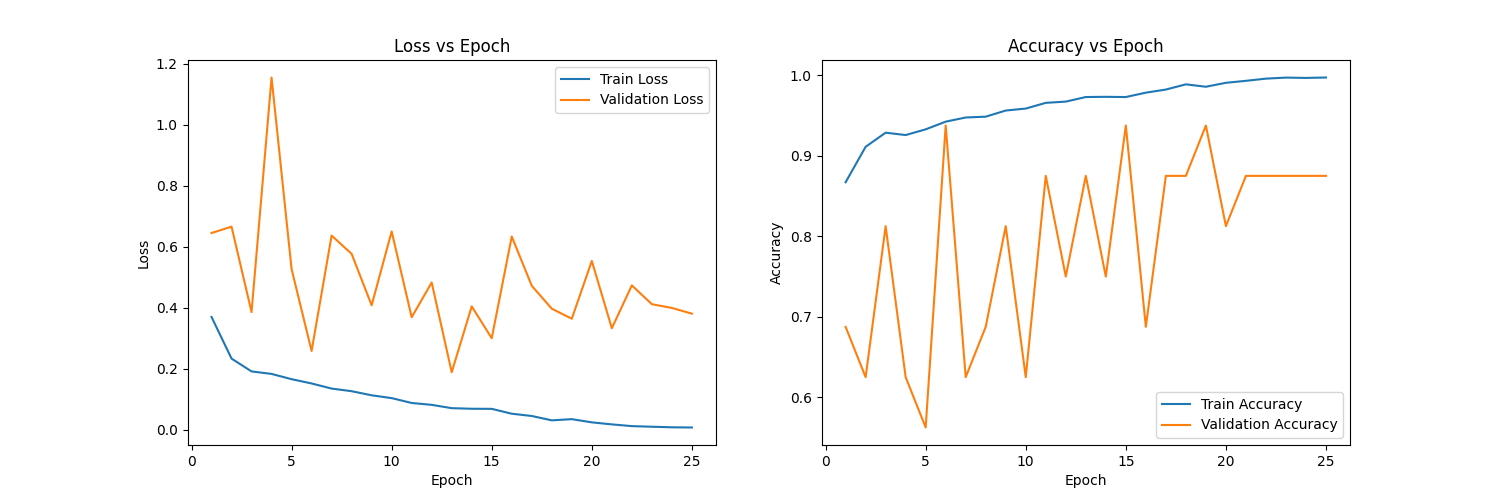 Loss vs Epoch
1.2
1.0
0.8
0.6
0.4
0.2
0.0
Loss
Train Loss
Validation Loss
0
5
10
15
20
25
Epoch
Accuracy vs Epoch
1.0
0.9
0.8
0.7
0.6
Accuracy
Train Accuracy
Validation Accuracy
0
5
10
15
20
25
Epoch